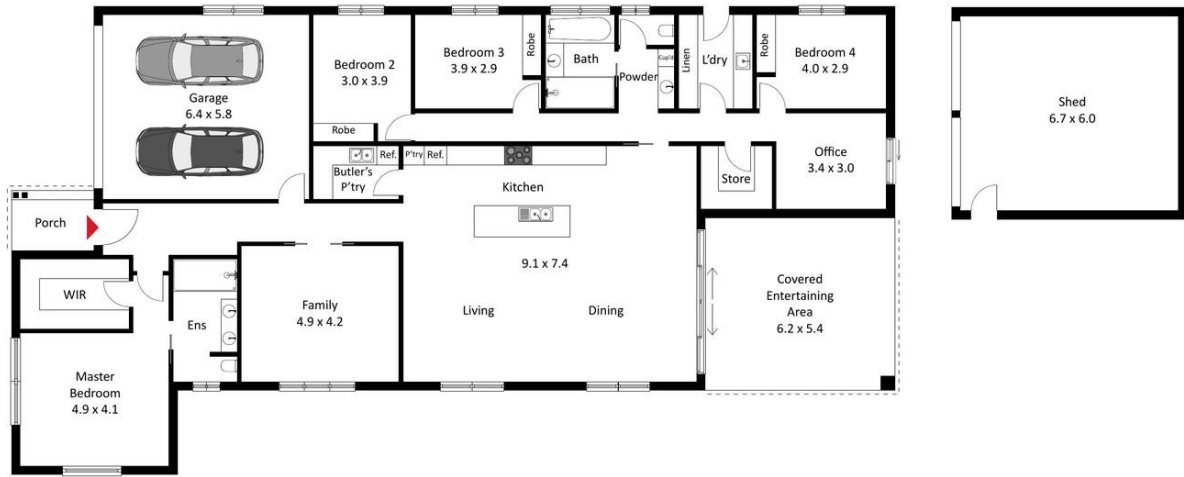 Garage
6.4 x 5.8
Bedroom 2
3.0 x 3.9
Robe
Bedroom 3
3.9 x 2.9
Robe
Bath
Powder
Cup'd
Linen
L'dry
Robe
Bedroom 4
4.0 x 2.9
Shed
6.7 x 6.0
Office
3.4 x 3.0
Store
Ref.
Butler's
P'try
P'try
Ref.
Kitchen
9.1 x 7.4
Living
Dining
Porch
WIR
Ens
Family
4.9 x 4.2
Master
Bedroom
4.9 x 4.1
Covered
Entertaining
Area
6.2 x 5.4